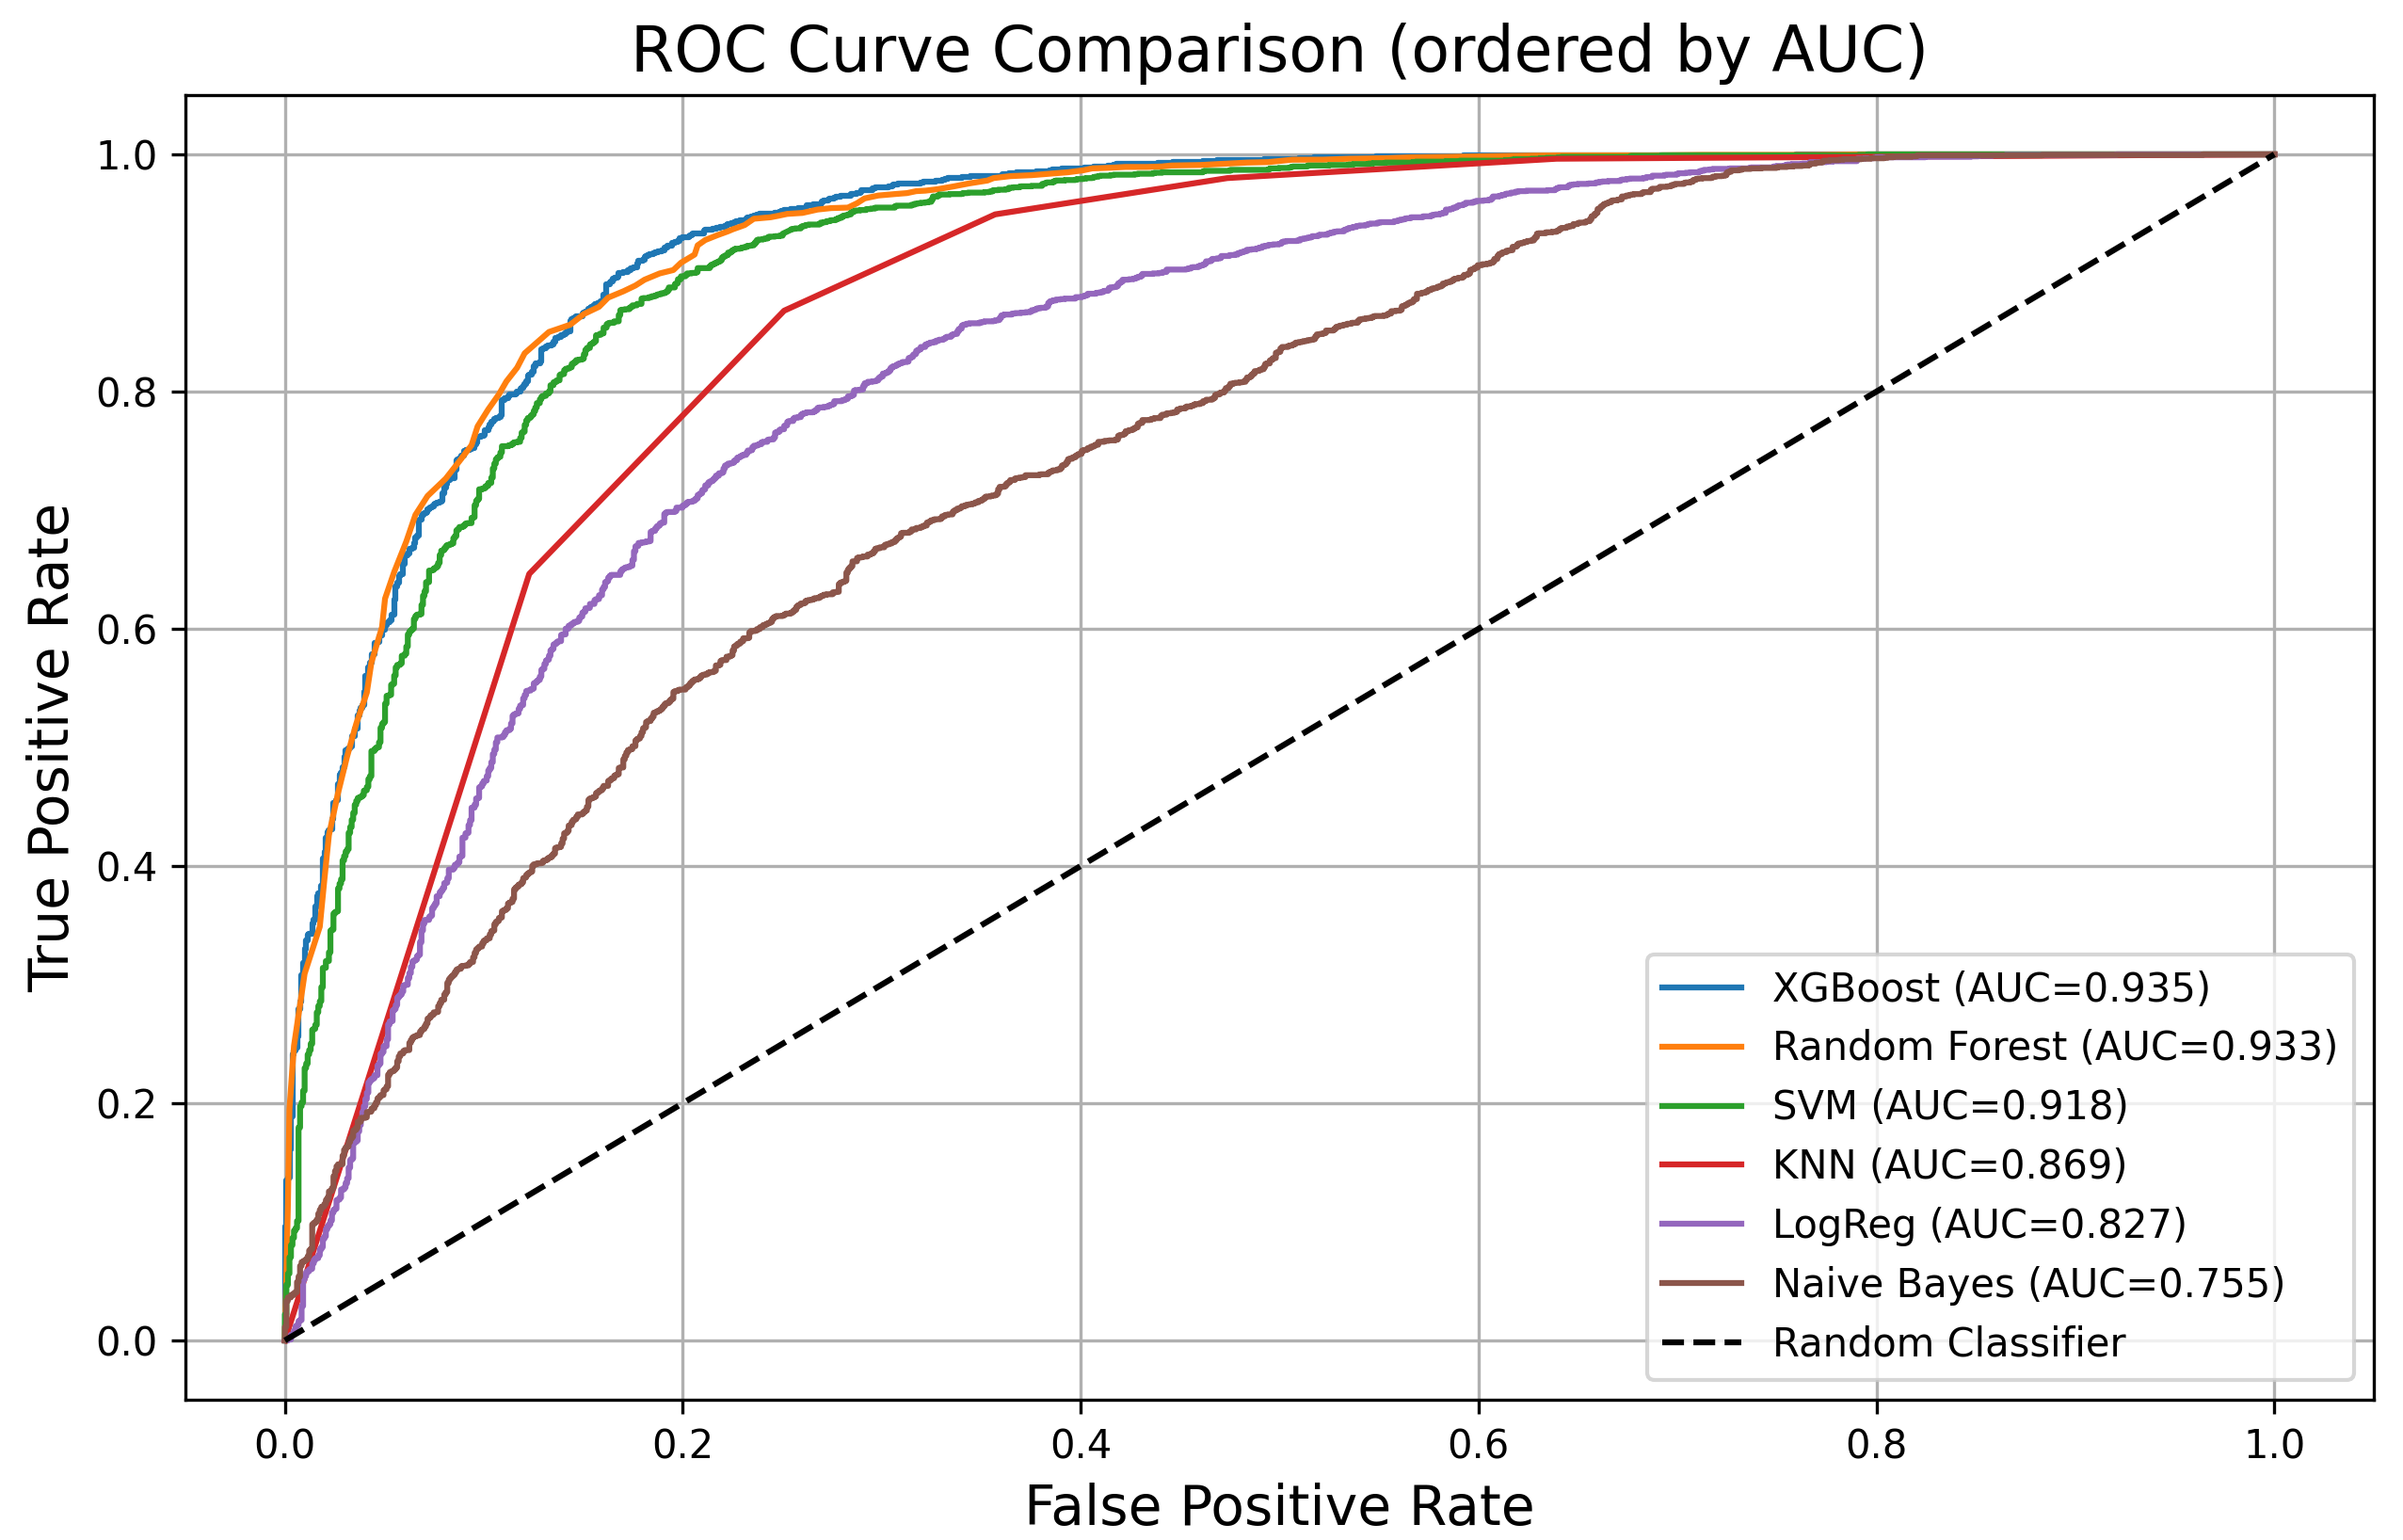 ROC Curve Comparison (ordered by AUC)
True Positive Rate
1.0
0.8
0.6
0.4
0.2
0.0
XGBoost (AUC=0.935)
Random Forest (AUC=0.933)
SVM (AUC=0.918)
KNN (AUC=0.869)
LogReg (AUC=0.827)
Naive Bayes (AUC=0.755)
Random Classifier
0.0 0.2 0.4 0.6 0.8 1.0
False Positive Rate